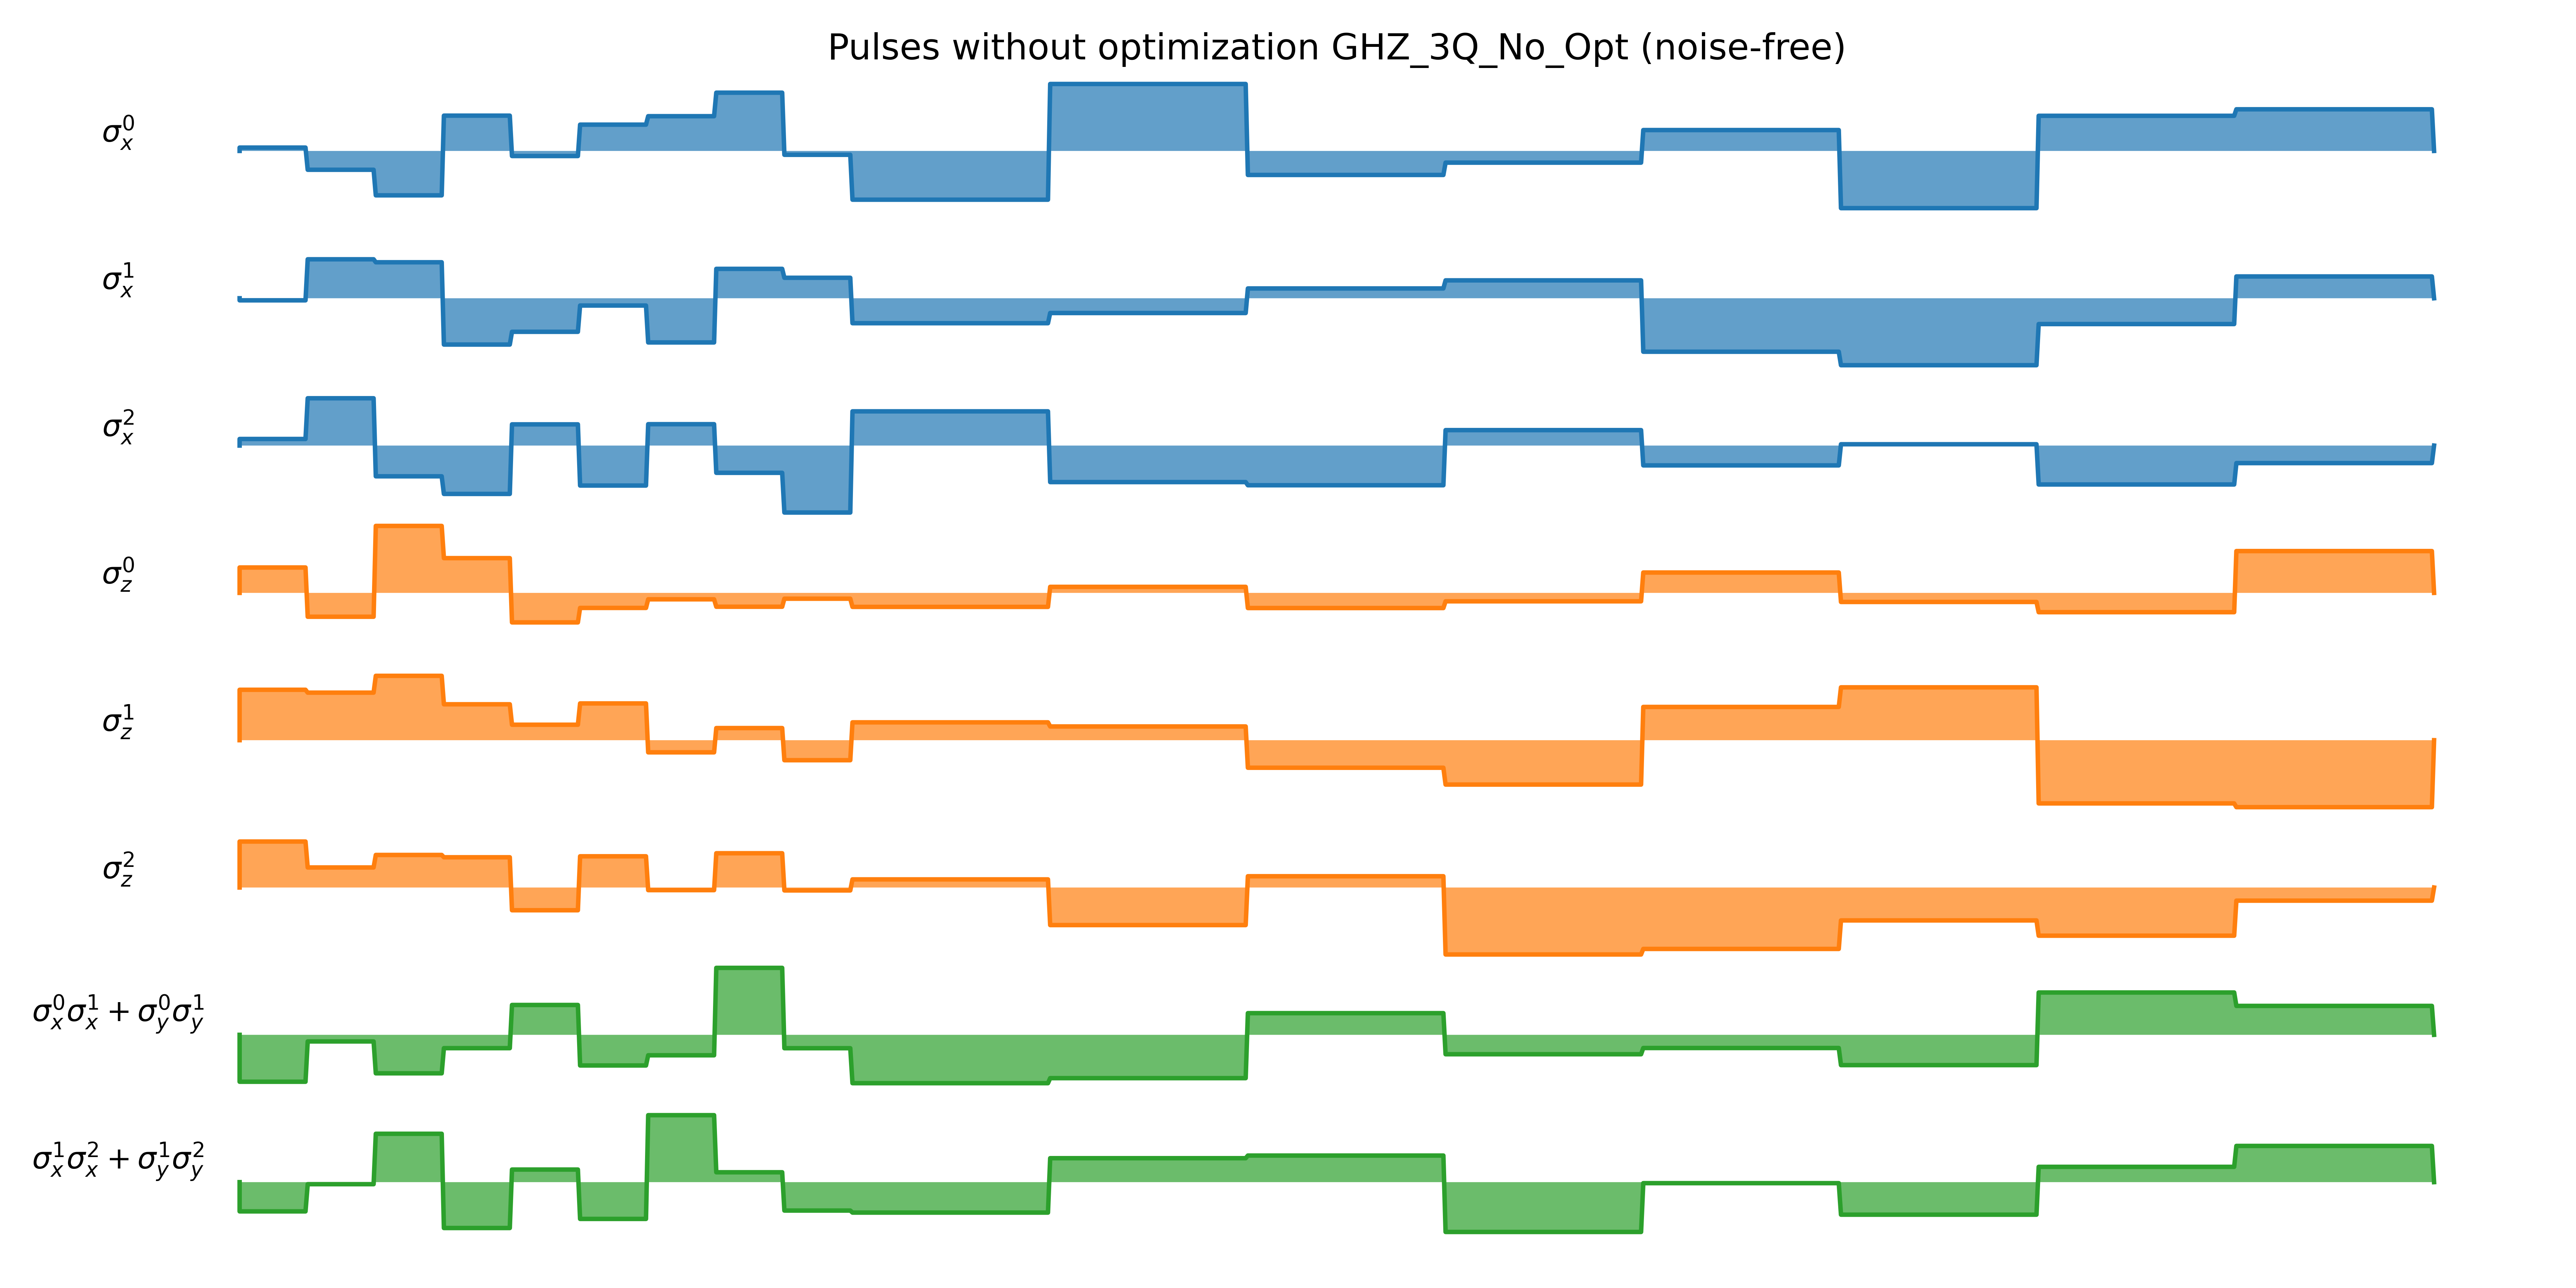 Pulses without optimization GHZ_3Q_No_Opt (noise-free)
σ_x^0
σ_x^1
σ_x^2
σ_z^0
σ_z^1
σ_z^2
σ_x^0σ_x^1 + σ_y^0σ_y^1
σ_x^1σ_x^2 + σ_y^1σ_y^2